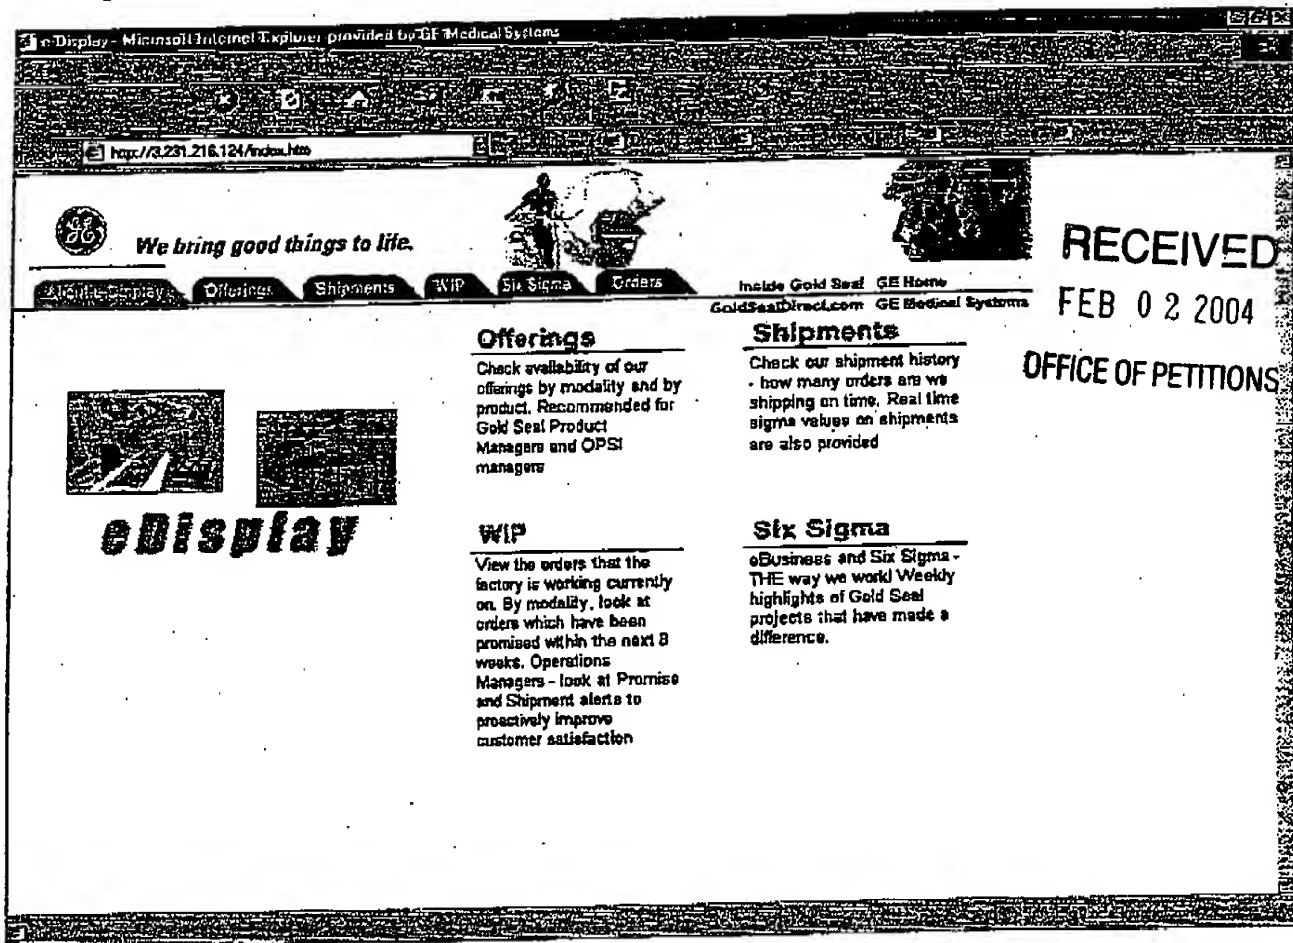 e-Display - Microsoft Internet Explorer provided by GE Medical Systems
http://3.231.216.124/index.htm
GE We bring good things to life.
About e-Display Offerings Shipments WIP Six Sigma Orders
Inside Gold Seal GE Home
GoldSealDirect.com GE Medical Systems
RECEIVED
FEB 02 2004
OFFICE OF PETITIONS
eDisplay
Offerings
Check availability of our
offerings by modality and by
product. Recommended for
Gold Seal Product
Managers and OPSI
managers
Shipments
Check our shipment history
- how many orders are we
shipping on time. Real time
sigma values on shipments
are also provided
WIP
View the orders that the
factory is working currently
on. By modality, look at
orders which have been
promised within the next 8
weeks. Operations
Managers - look at Promise
and Shipment alerts to
proactively improve
customer satisfaction
Six Sigma
eBusiness and Six Sigma -
THE way we work! Weekly
highlights of Gold Seal
projects that have made a
difference.